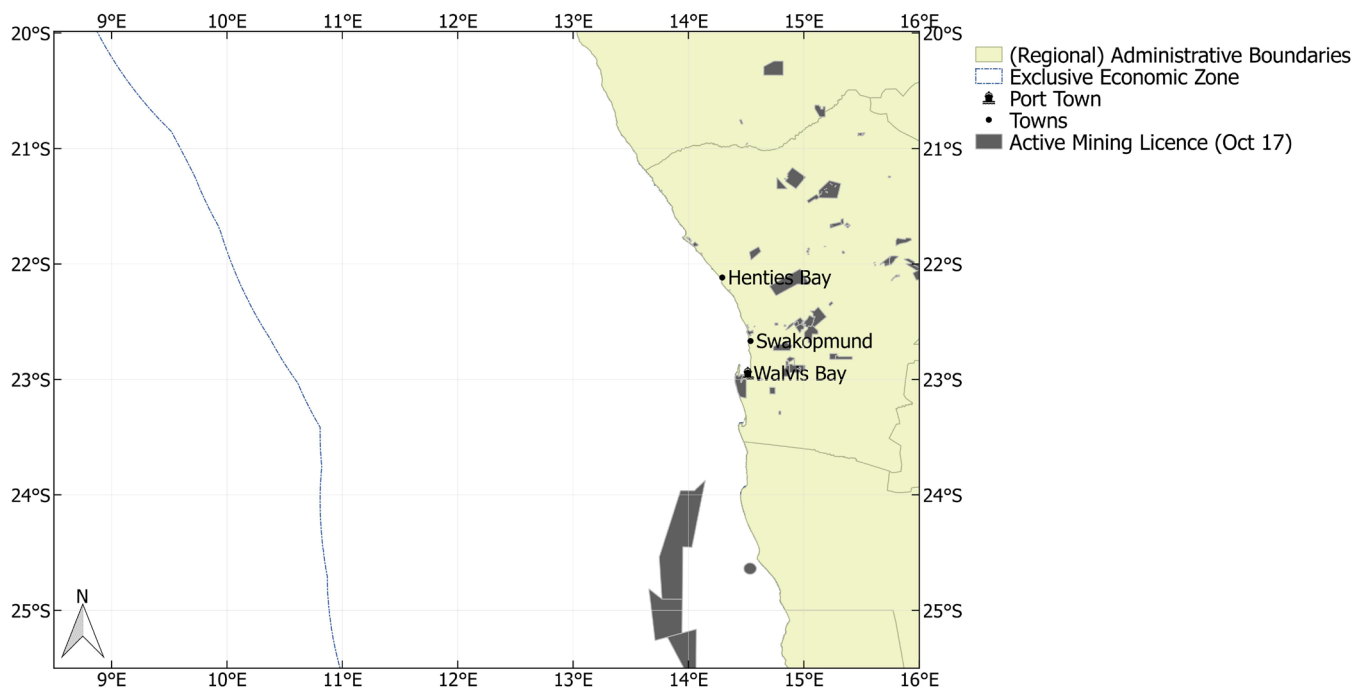 9°E 10°E 11°E 12°E 13°E 14°E 15°E 16°E
20°S 20°S
(Regional) Administrative Boundaries
Exclusive Economic Zone
Port Town
Towns
Active Mining Licence (Oct 17)
21°S 21°S
22°S 22°S
Henties Bay
Swakopmund
Walvis Bay
23°S 23°S
24°S 24°S
N
25°S 25°S
9°E 10°E 11°E 12°E 13°E 14°E 15°E 16°E